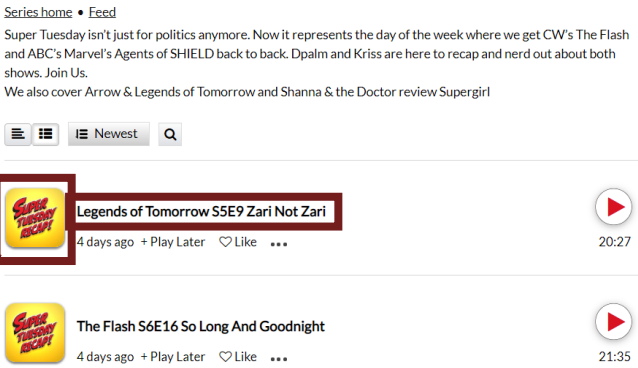 Series home • Feed
Super Tuesday isn't just for politics anymore. Now it represents the day of the week where we get CW's The Flash
and ABC's Marvel's Agents of SHIELD back to back. Dpalm and Kriss are here to recap and nerd out about both
shows. Join Us.
We also cover Arrow & Legends of Tomorrow and Shanna & the Doctor review Supergirl
Newest
SUPER
TUESDAY
RECAP!
Legends of Tomorrow S5E9 Zari Not Zari
4 days ago + Play Later Like •••
20:27
SUPER
TUESDAY
RECAP!
The Flash S6E16 So Long And Goodnight
4 days ago + Play Later Like •••
21:35